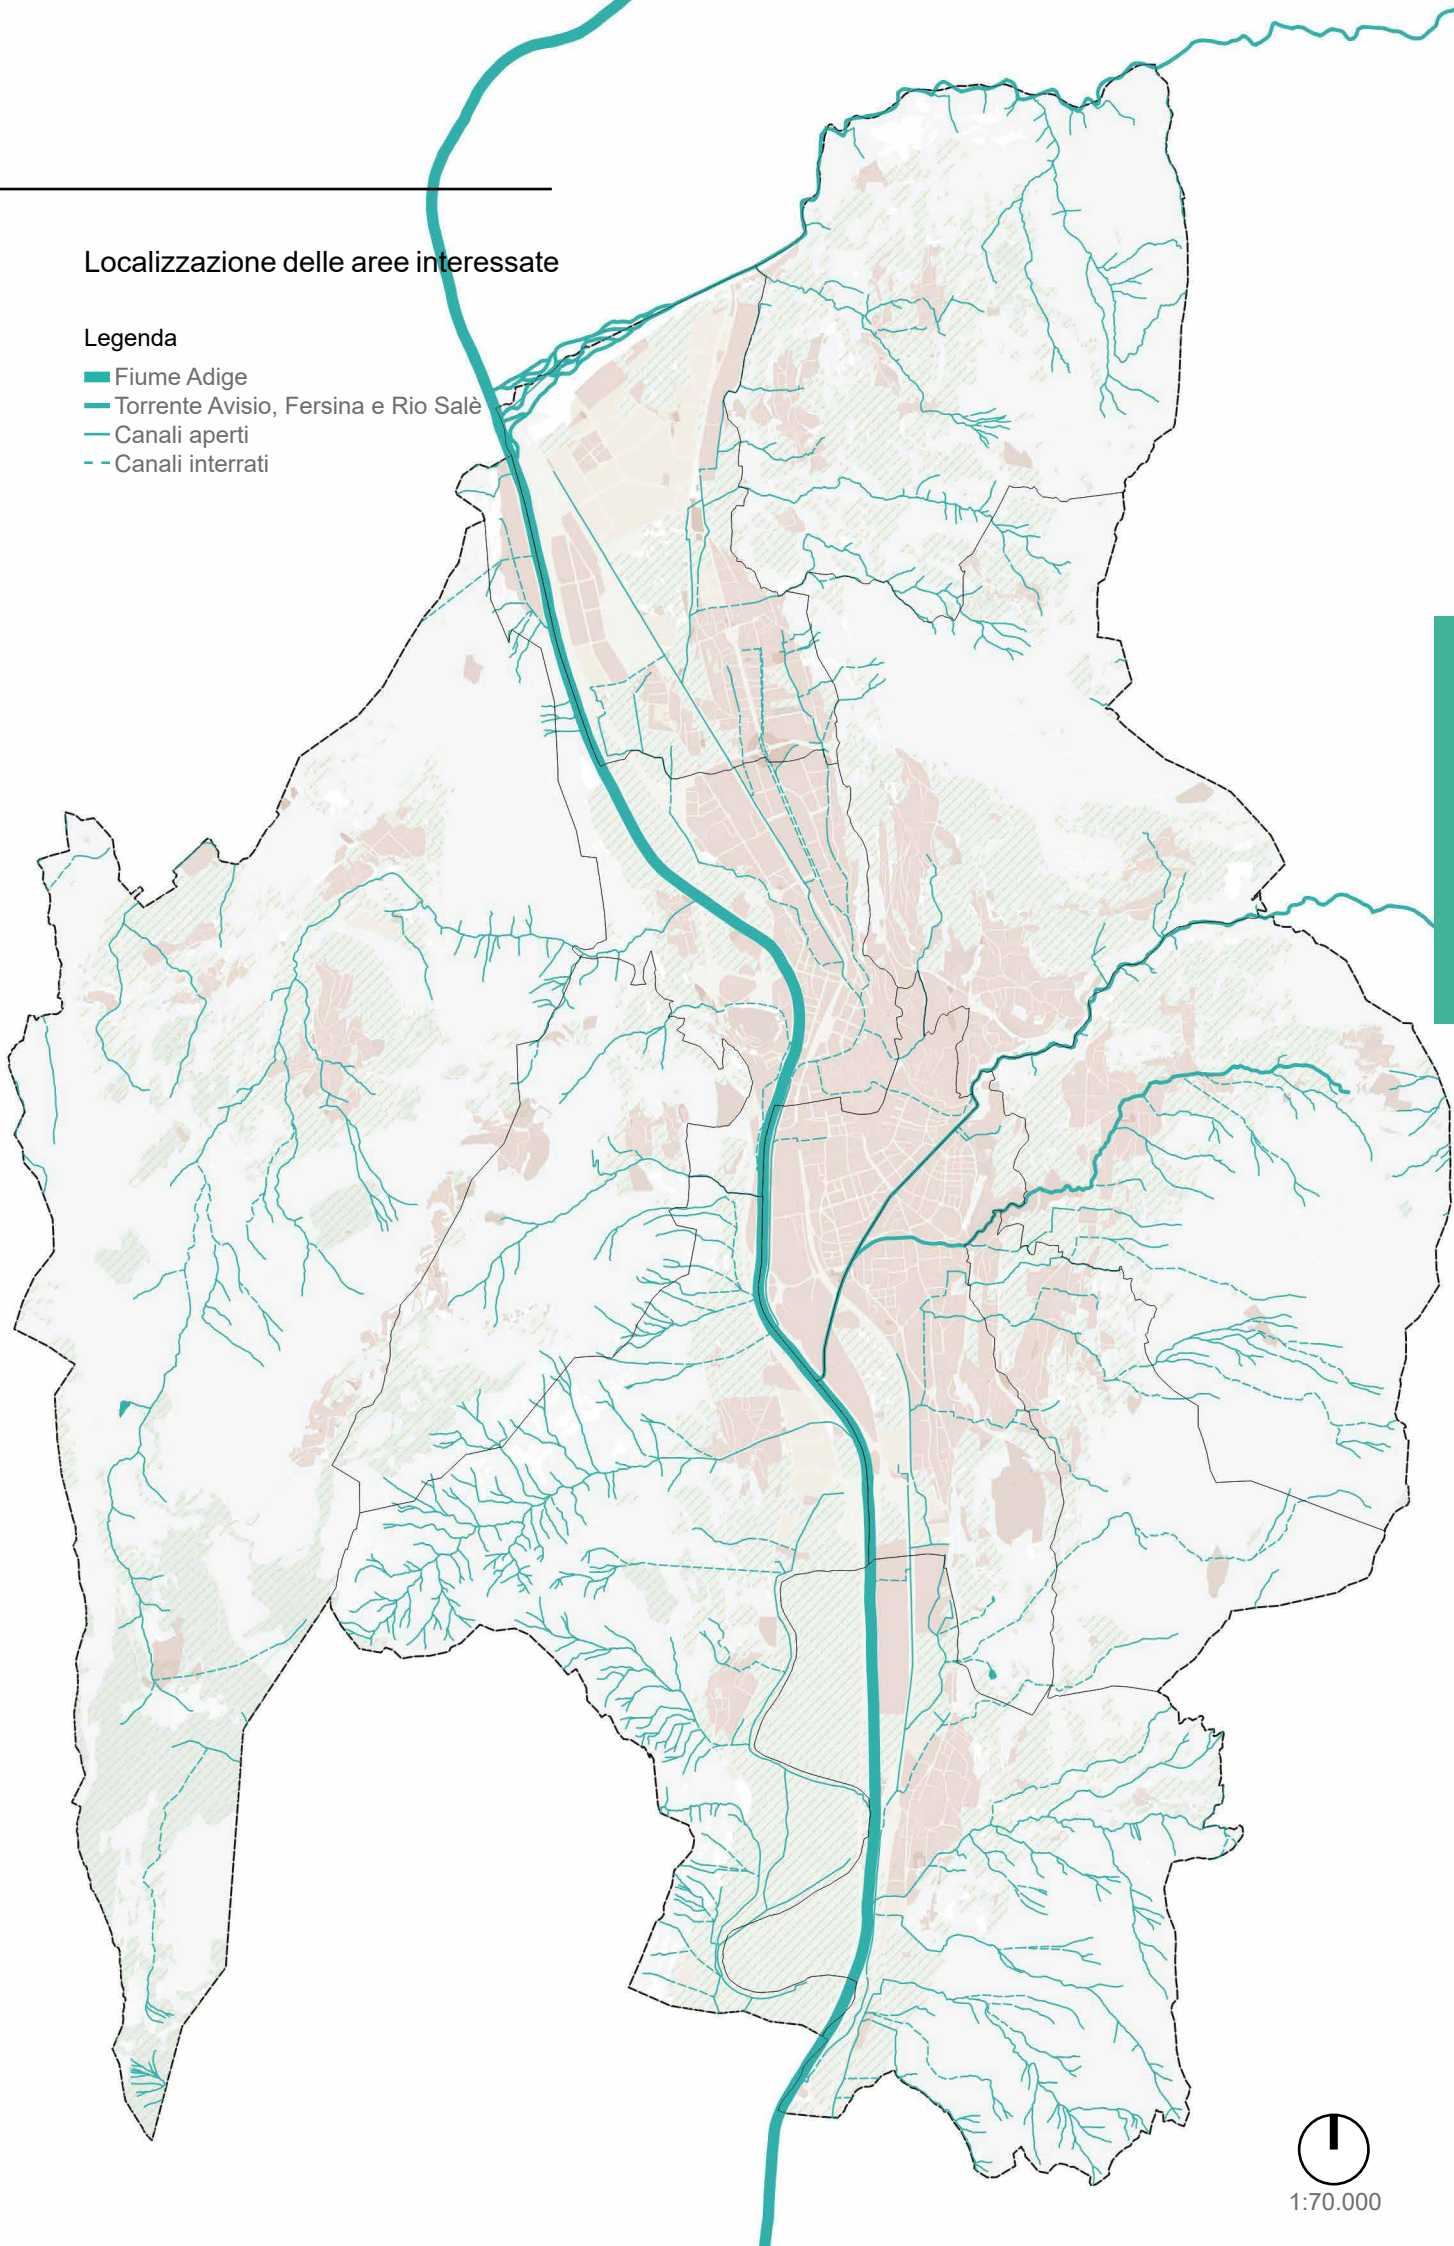 Localizzazione delle aree interessate
Legenda
Fiume Adige
Torrente Avisio, Fersina e Rio Salè
Canali aperti
Canali interrati
1:70.000